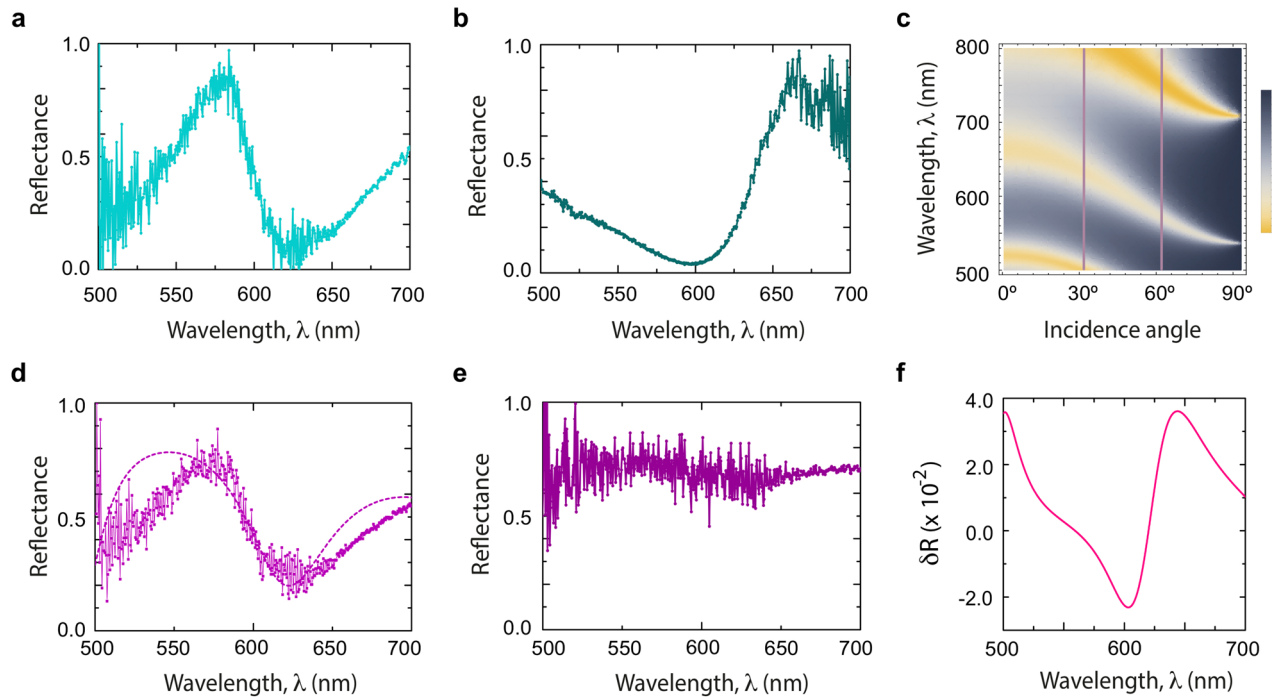 a
1.0
0.5
0.0
Reflectance
500 550 600 650 700
Wavelength, λ (nm)
b
1.0
0.5
0.0
Reflectance
500 550 600 650 700
Wavelength, λ (nm)
c
800
700
600
500
Wavelength, λ (nm)
0º 30º 60º 90º
Incidence angle
d
1.0
0.5
0.0
Reflectance
500 550 600 650 700
Wavelength, λ (nm)
e
1.0
0.5
0.0
Reflectance
500 550 600 650 700
Wavelength, λ (nm)
f
4.0
2.0
0.0
-2.0
δR (x 10⁻²)
500 600 700
Wavelength, λ (nm)